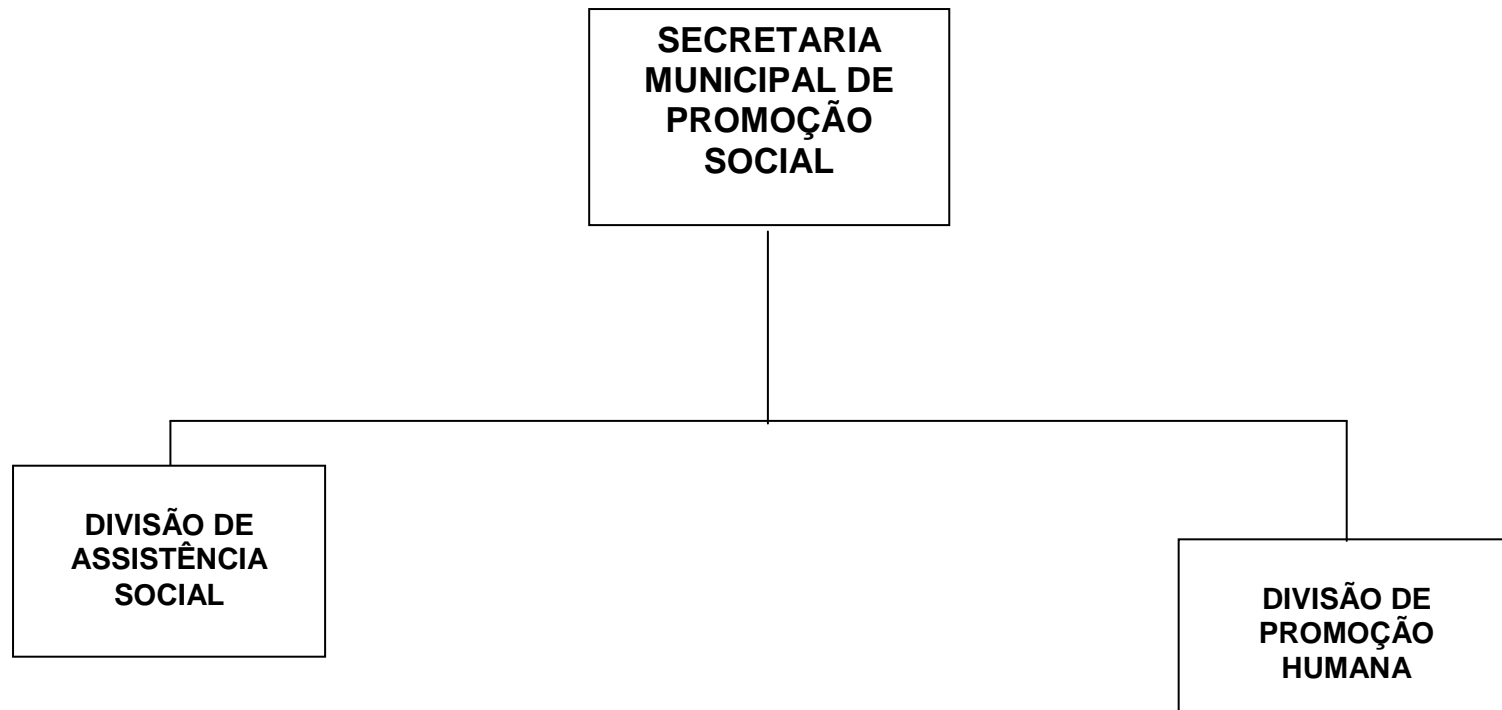 SECRETARIA
MUNICIPAL DE
PROMOÇÃO
SOCIAL
DIVISÃO DE
ASSISTÊNCIA
SOCIAL
DIVISÃO DE
PROMOÇÃO
HUMANA